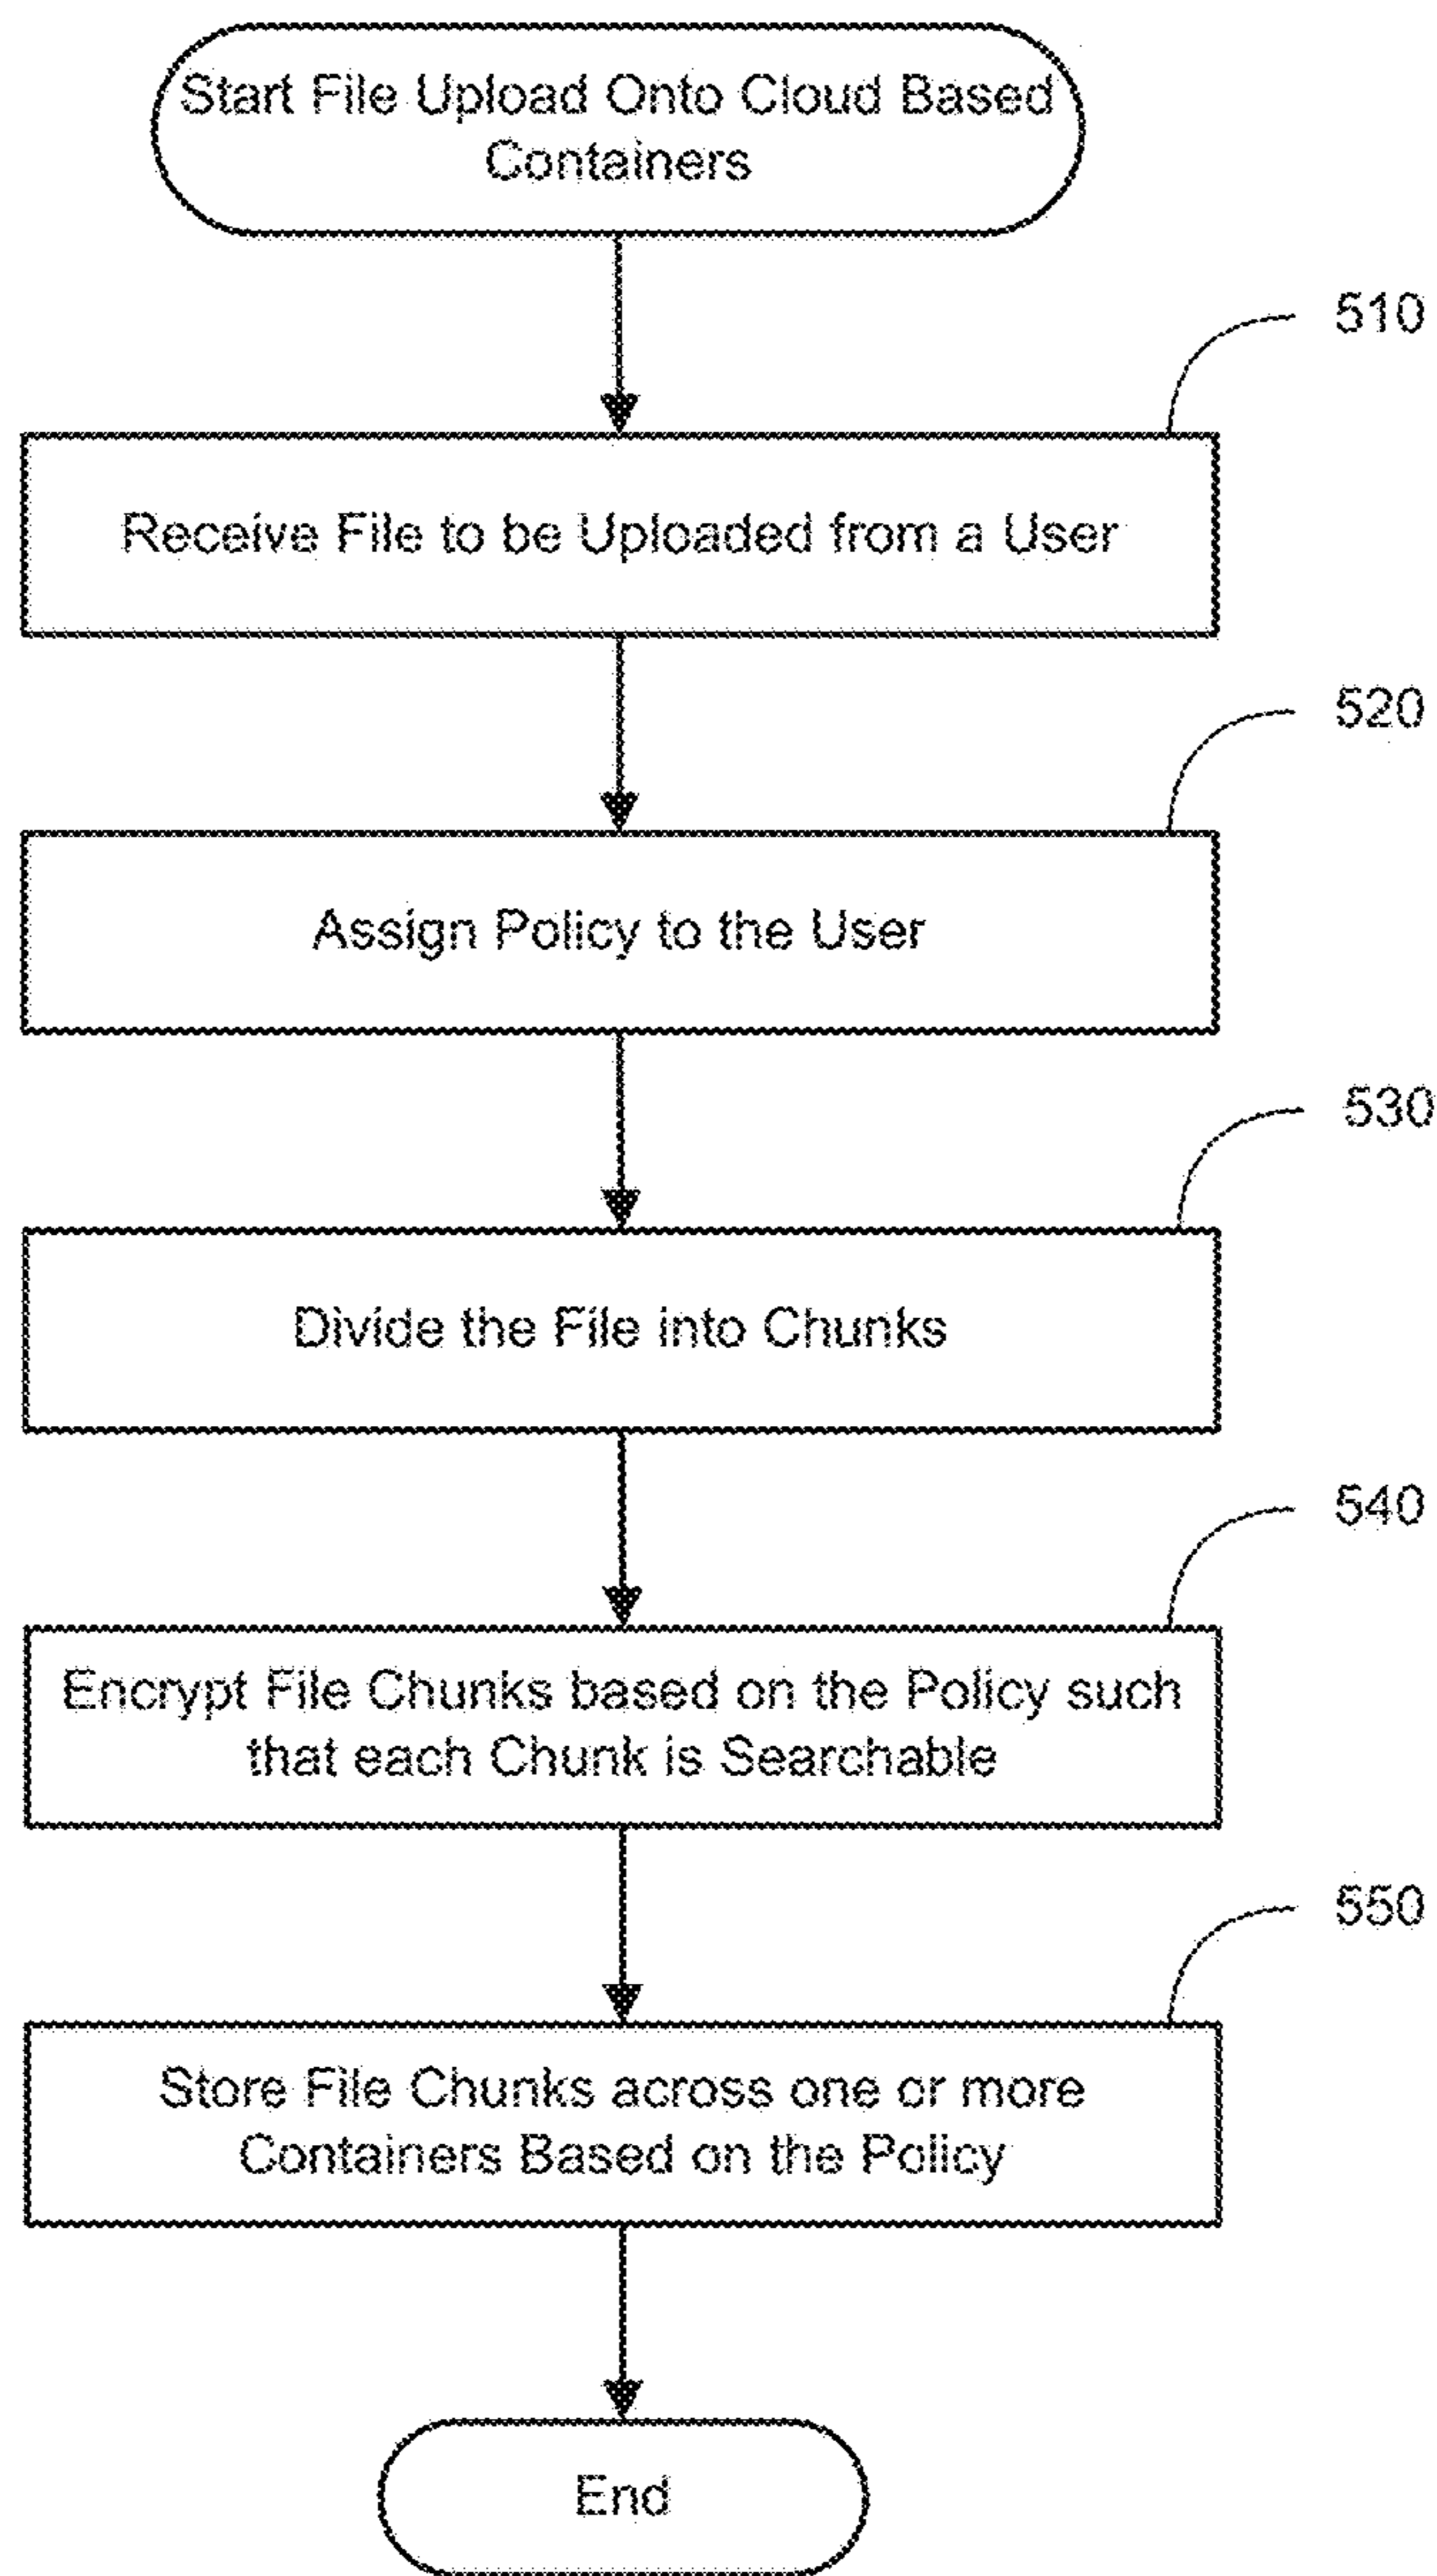 Start File Upload Onto Cloud Based
Containers
510
Receive File to be Uploaded from a User
520
Assign Policy to the User
530
Divide the File into Chunks
540
Encrypt File Chunks based on the Policy such
that each Chunk is Searchable
550
Store File Chunks across one or more
Containers Based on the Policy
End